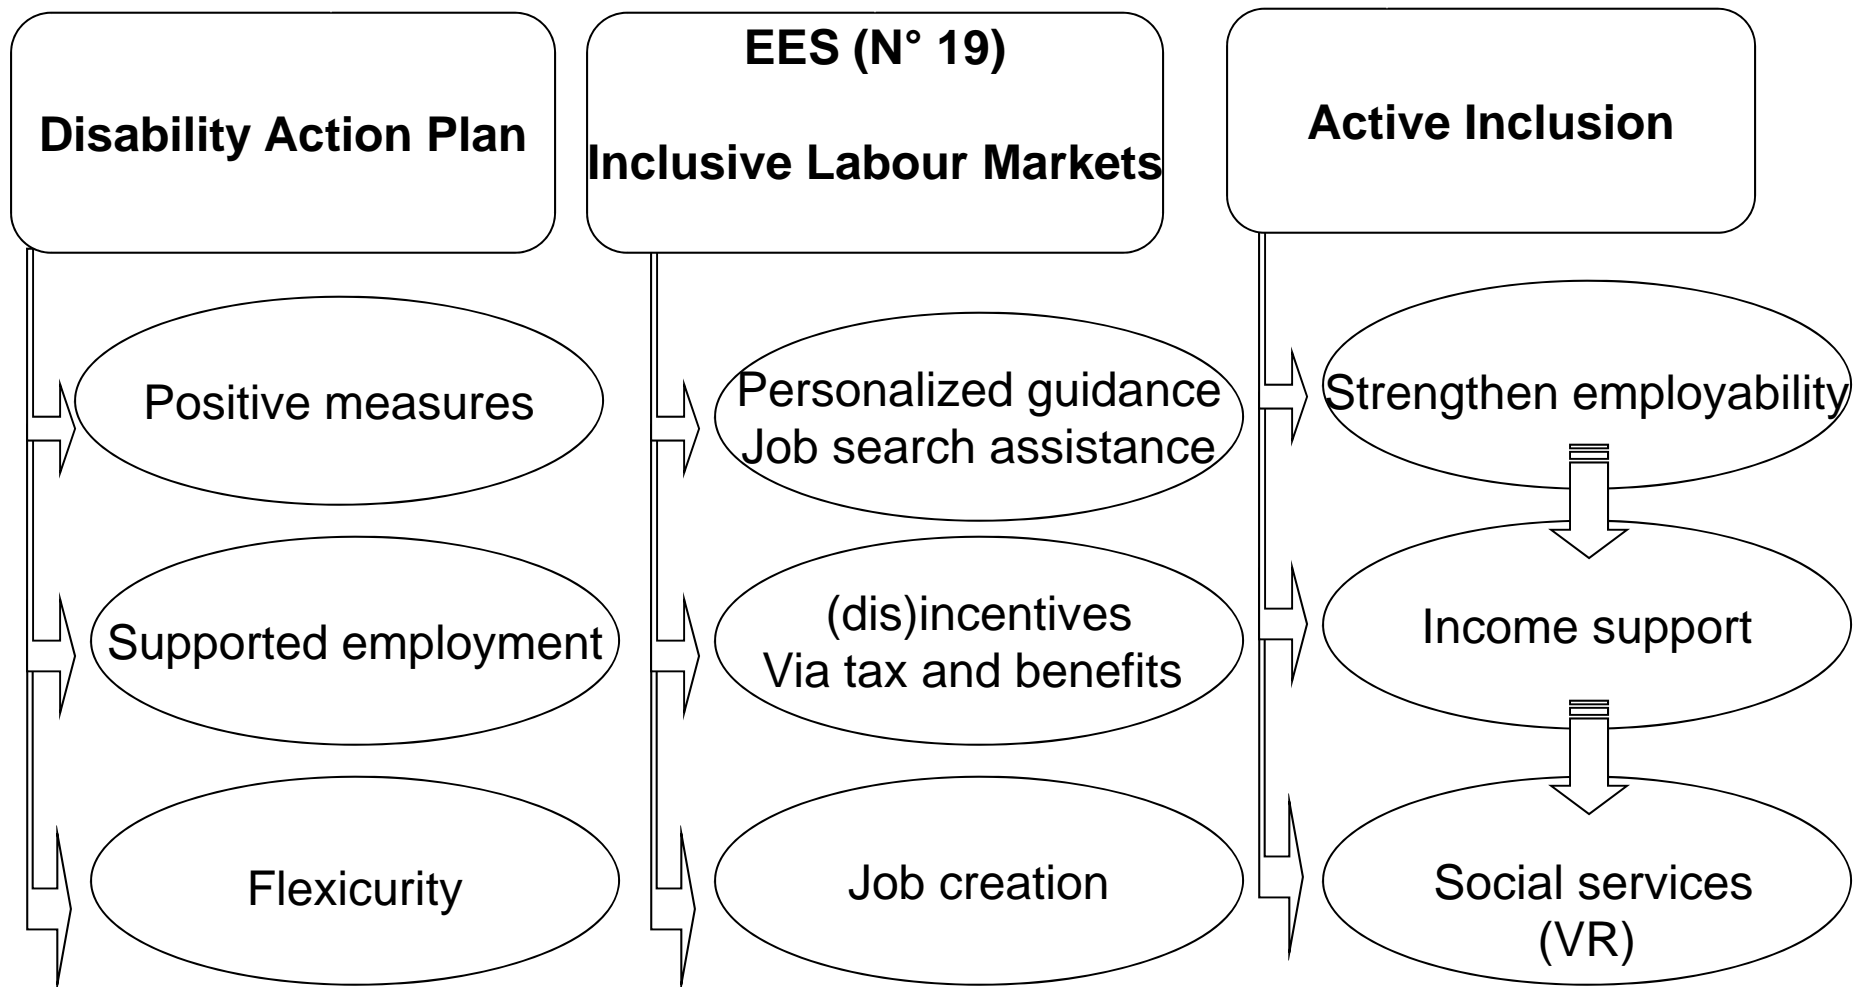 Disability Action Plan
Positive measures
Supported employment
Flexicurity
EES (N° 19)
Inclusive Labour Markets
Personalized guidance
Job search assistance
(dis)incentives
Via tax and benefits
Job creation
Active Inclusion
Strengthen employability
Income support
Social services
(VR)